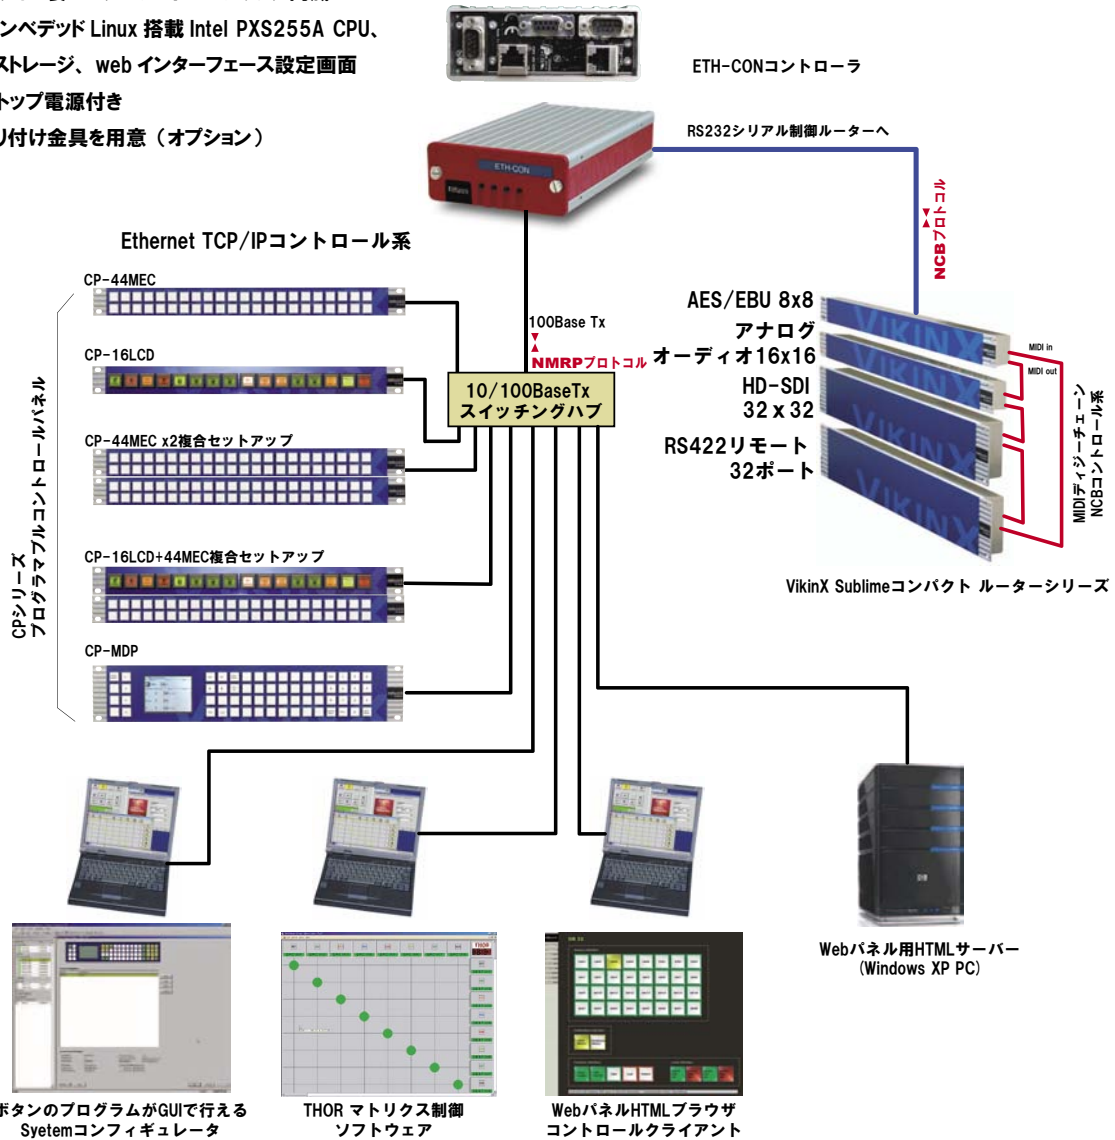 ンベデッド Linux 搭載 Intel PXS255A CPU、
ストレージ、web インターフェース設定画面
トップ電源付き
り付け金具を用意（オプション）
ETH-CONコントローラ
RS232シリアル制御ルーターへ
ETH-CON
NCBプロトコル
Ethernet TCP/IPコントロール系
CP-44MEC
CP-16LCD
CP-44MEC x2複合セットアップ
CP-16LCD+44MEC複合セットアップ
CP-MDP
CPシリーズ
プログラマブルコントロールパネル
100Base Tx
NMRPプロトコル
10/100BaseTx
スイッチングハブ
AES/EBU 8x8
アナログ
オーディオ16x16
HD-SDI
32 x 32
RS422リモート
32ポート
VIKINX
VIKINX
VIKINX
MIDI in
MIDI out
MIDIディジーチェーン
NCBコントロール系
VikinX Sublimeコンパクト ルーターシリーズ
Webパネル用HTMLサーバー
(Windows XP PC)
THOR
ボタンのプログラムがGUIで行える
Syetemコンフィギュレータ
THOR マトリクス制御
ソフトウェア
WebパネルHTMLブラウザ
コントロールクライアント